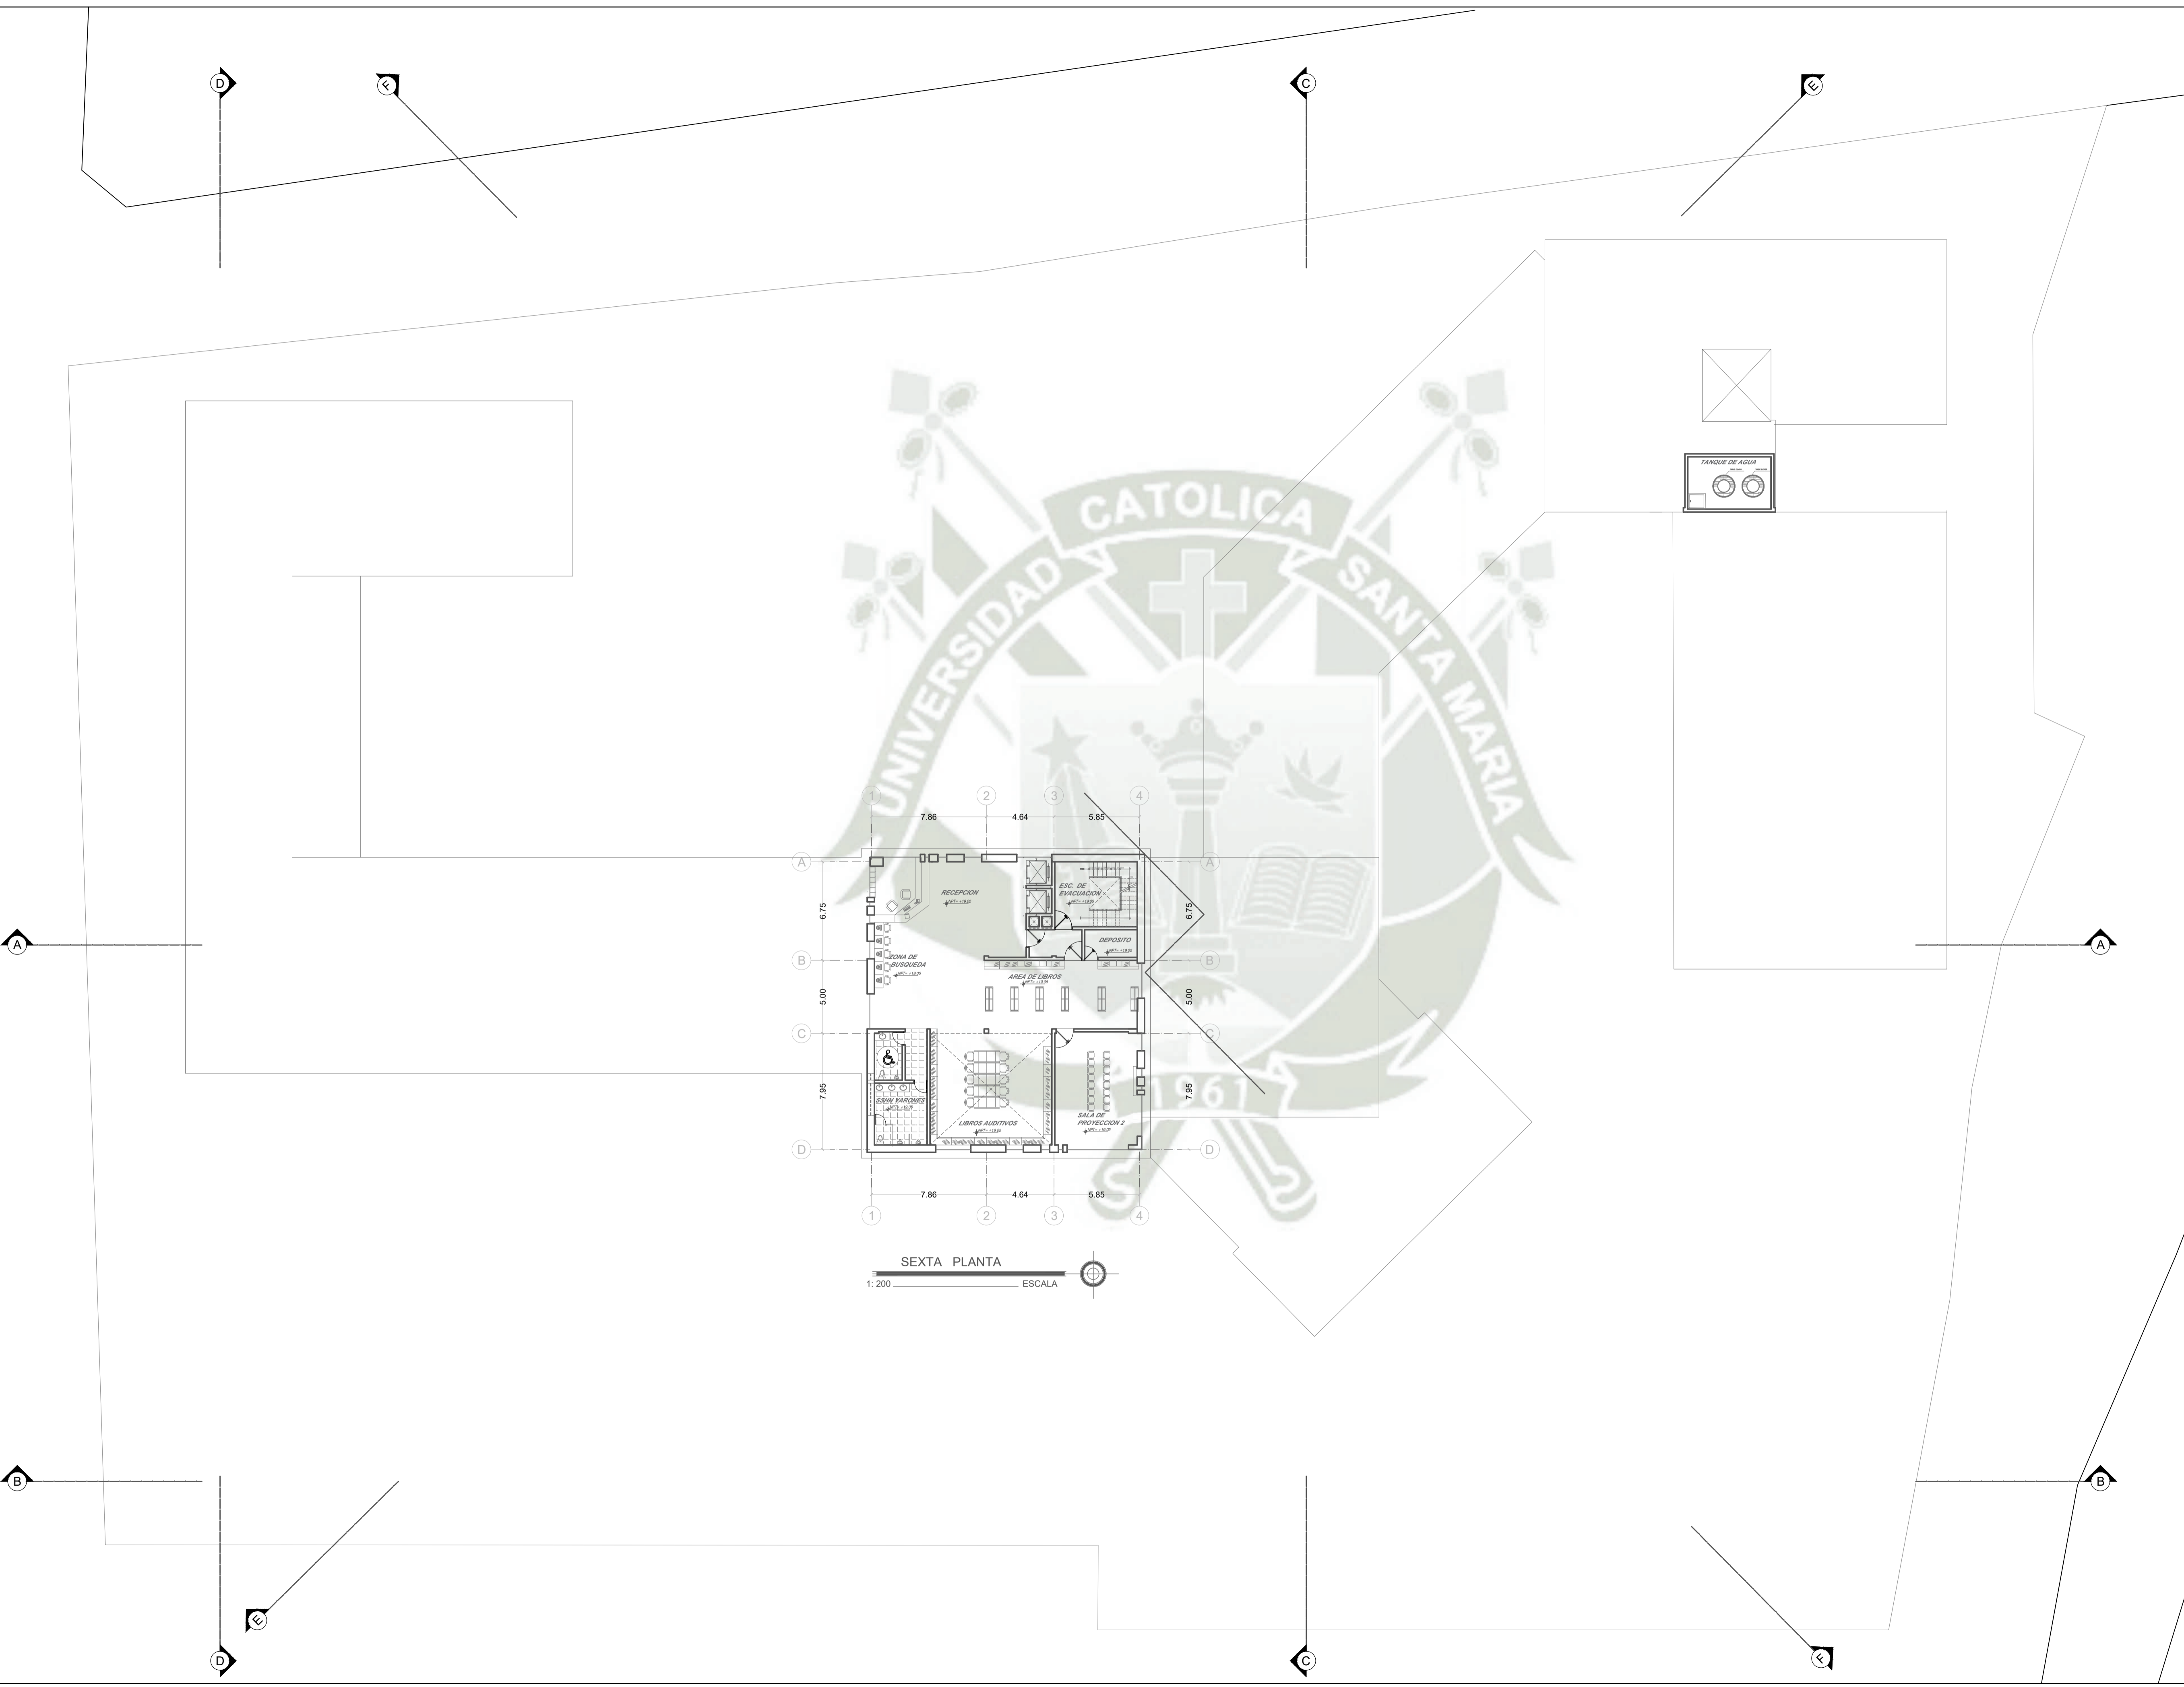 D
F
C
E
TANQUE DE AGUA
CATOLICA
UNIVERSIDAD
SANTA MARIA
1 2 3 4
7.86 4.64 5.85
A A
RECEPCION
ESC. DE
EVACUACION
6.75 6.75
A A
DEPOSITO
ZONA DE
BUSQUEDA
B B
AREA DE LIBROS
5.00 5.00
C C
1961
7.95 7.95
SSHH VARONES
LIBROS AUDITIVOS
SALA DE
PROYECCION 2
D D
7.86 4.64 5.85
1 2 3 4
SEXTA PLANTA
1: 200 ESCALA
B B
E
D
C
F